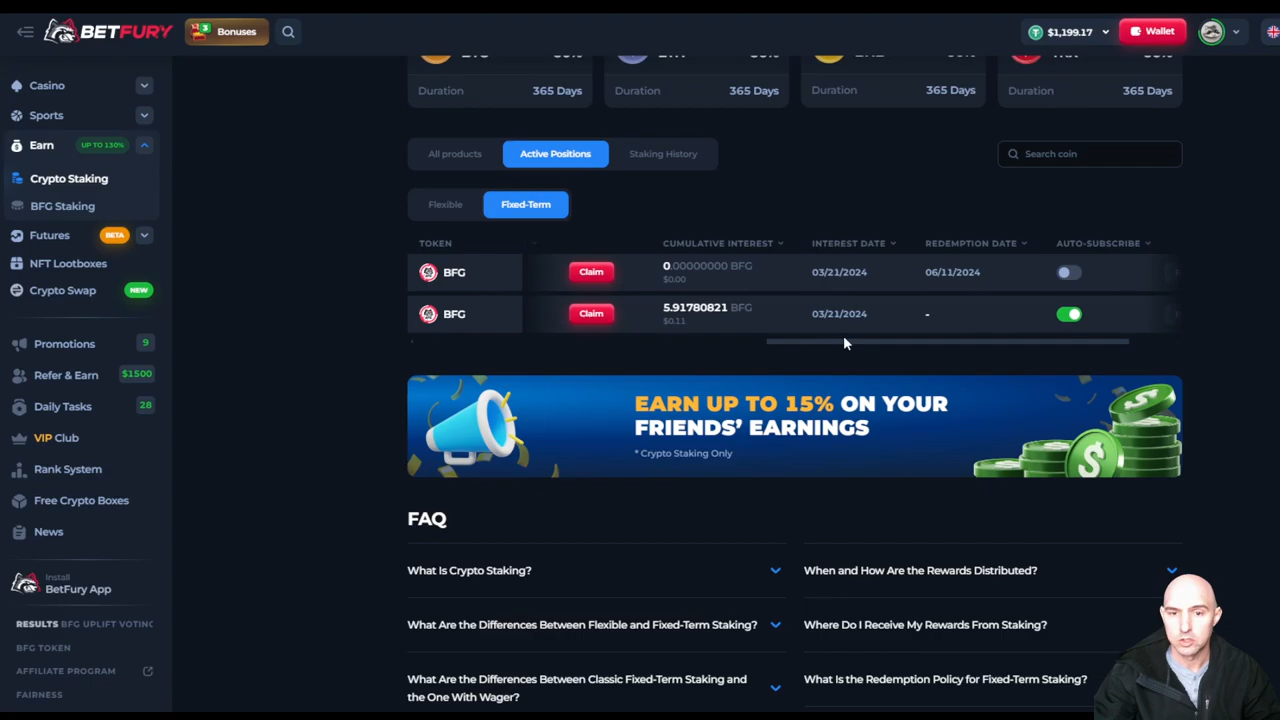 BETFURY
3
Bonuses
$1,199.17
Wallet
Casino
Sports
Earn
UP TO 130%
Crypto Staking
BFG Staking
Futures
BETA
NFT Lootboxes
Crypto Swap
NEW
Promotions
9
Refer & Earn
$1500
Daily Tasks
28
VIP Club
Rank System
Free Crypto Boxes
News
Install
BetFury App
RESULTS BFG UPLIFT VOTING
BFG TOKEN
AFFILIATE PROGRAM
FAIRNESS
Duration 365 Days
Duration 365 Days
Duration 365 Days
Duration 365 Days
All products
Active Positions
Staking History
Search coin
Flexible
Fixed-Term
TOKEN CUMULATIVE INTEREST INTEREST DATE REDEMPTION DATE AUTO-SUBSCRIBE
BFG Claim 0.00000000 BFG 03/21/2024 06/11/2024
$0.00
BFG Claim 5.91780821 BFG 03/21/2024 -
$0.11
EARN UP TO 15% ON YOUR
FRIENDS' EARNINGS
* Crypto Staking Only
FAQ
What Is Crypto Staking?
When and How Are the Rewards Distributed?
What Are the Differences Between Flexible and Fixed-Term Staking?
Where Do I Receive My Rewards From Staking?
What Are the Differences Between Classic Fixed-Term Staking and
the One With Wager?
What Is the Redemption Policy for Fixed-Term Staking?